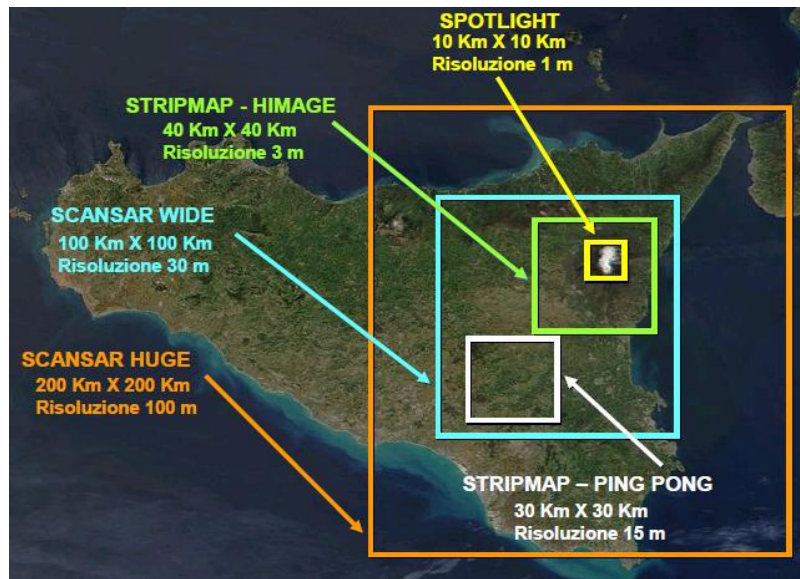 SPOTLIGHT
10 Km X 10 Km
Risoluzione 1 m
STRIPMAP - HIMAGE
40 Km X 40 Km
Risoluzione 3 m
SCANSAR WIDE
100 Km X 100 Km
Risoluzione 30 m
SCANSAR HUGE
200 Km X 200 Km
Risoluzione 100 m
STRIPMAP – PING PONG
30 Km X 30 Km
Risoluzione 15 m